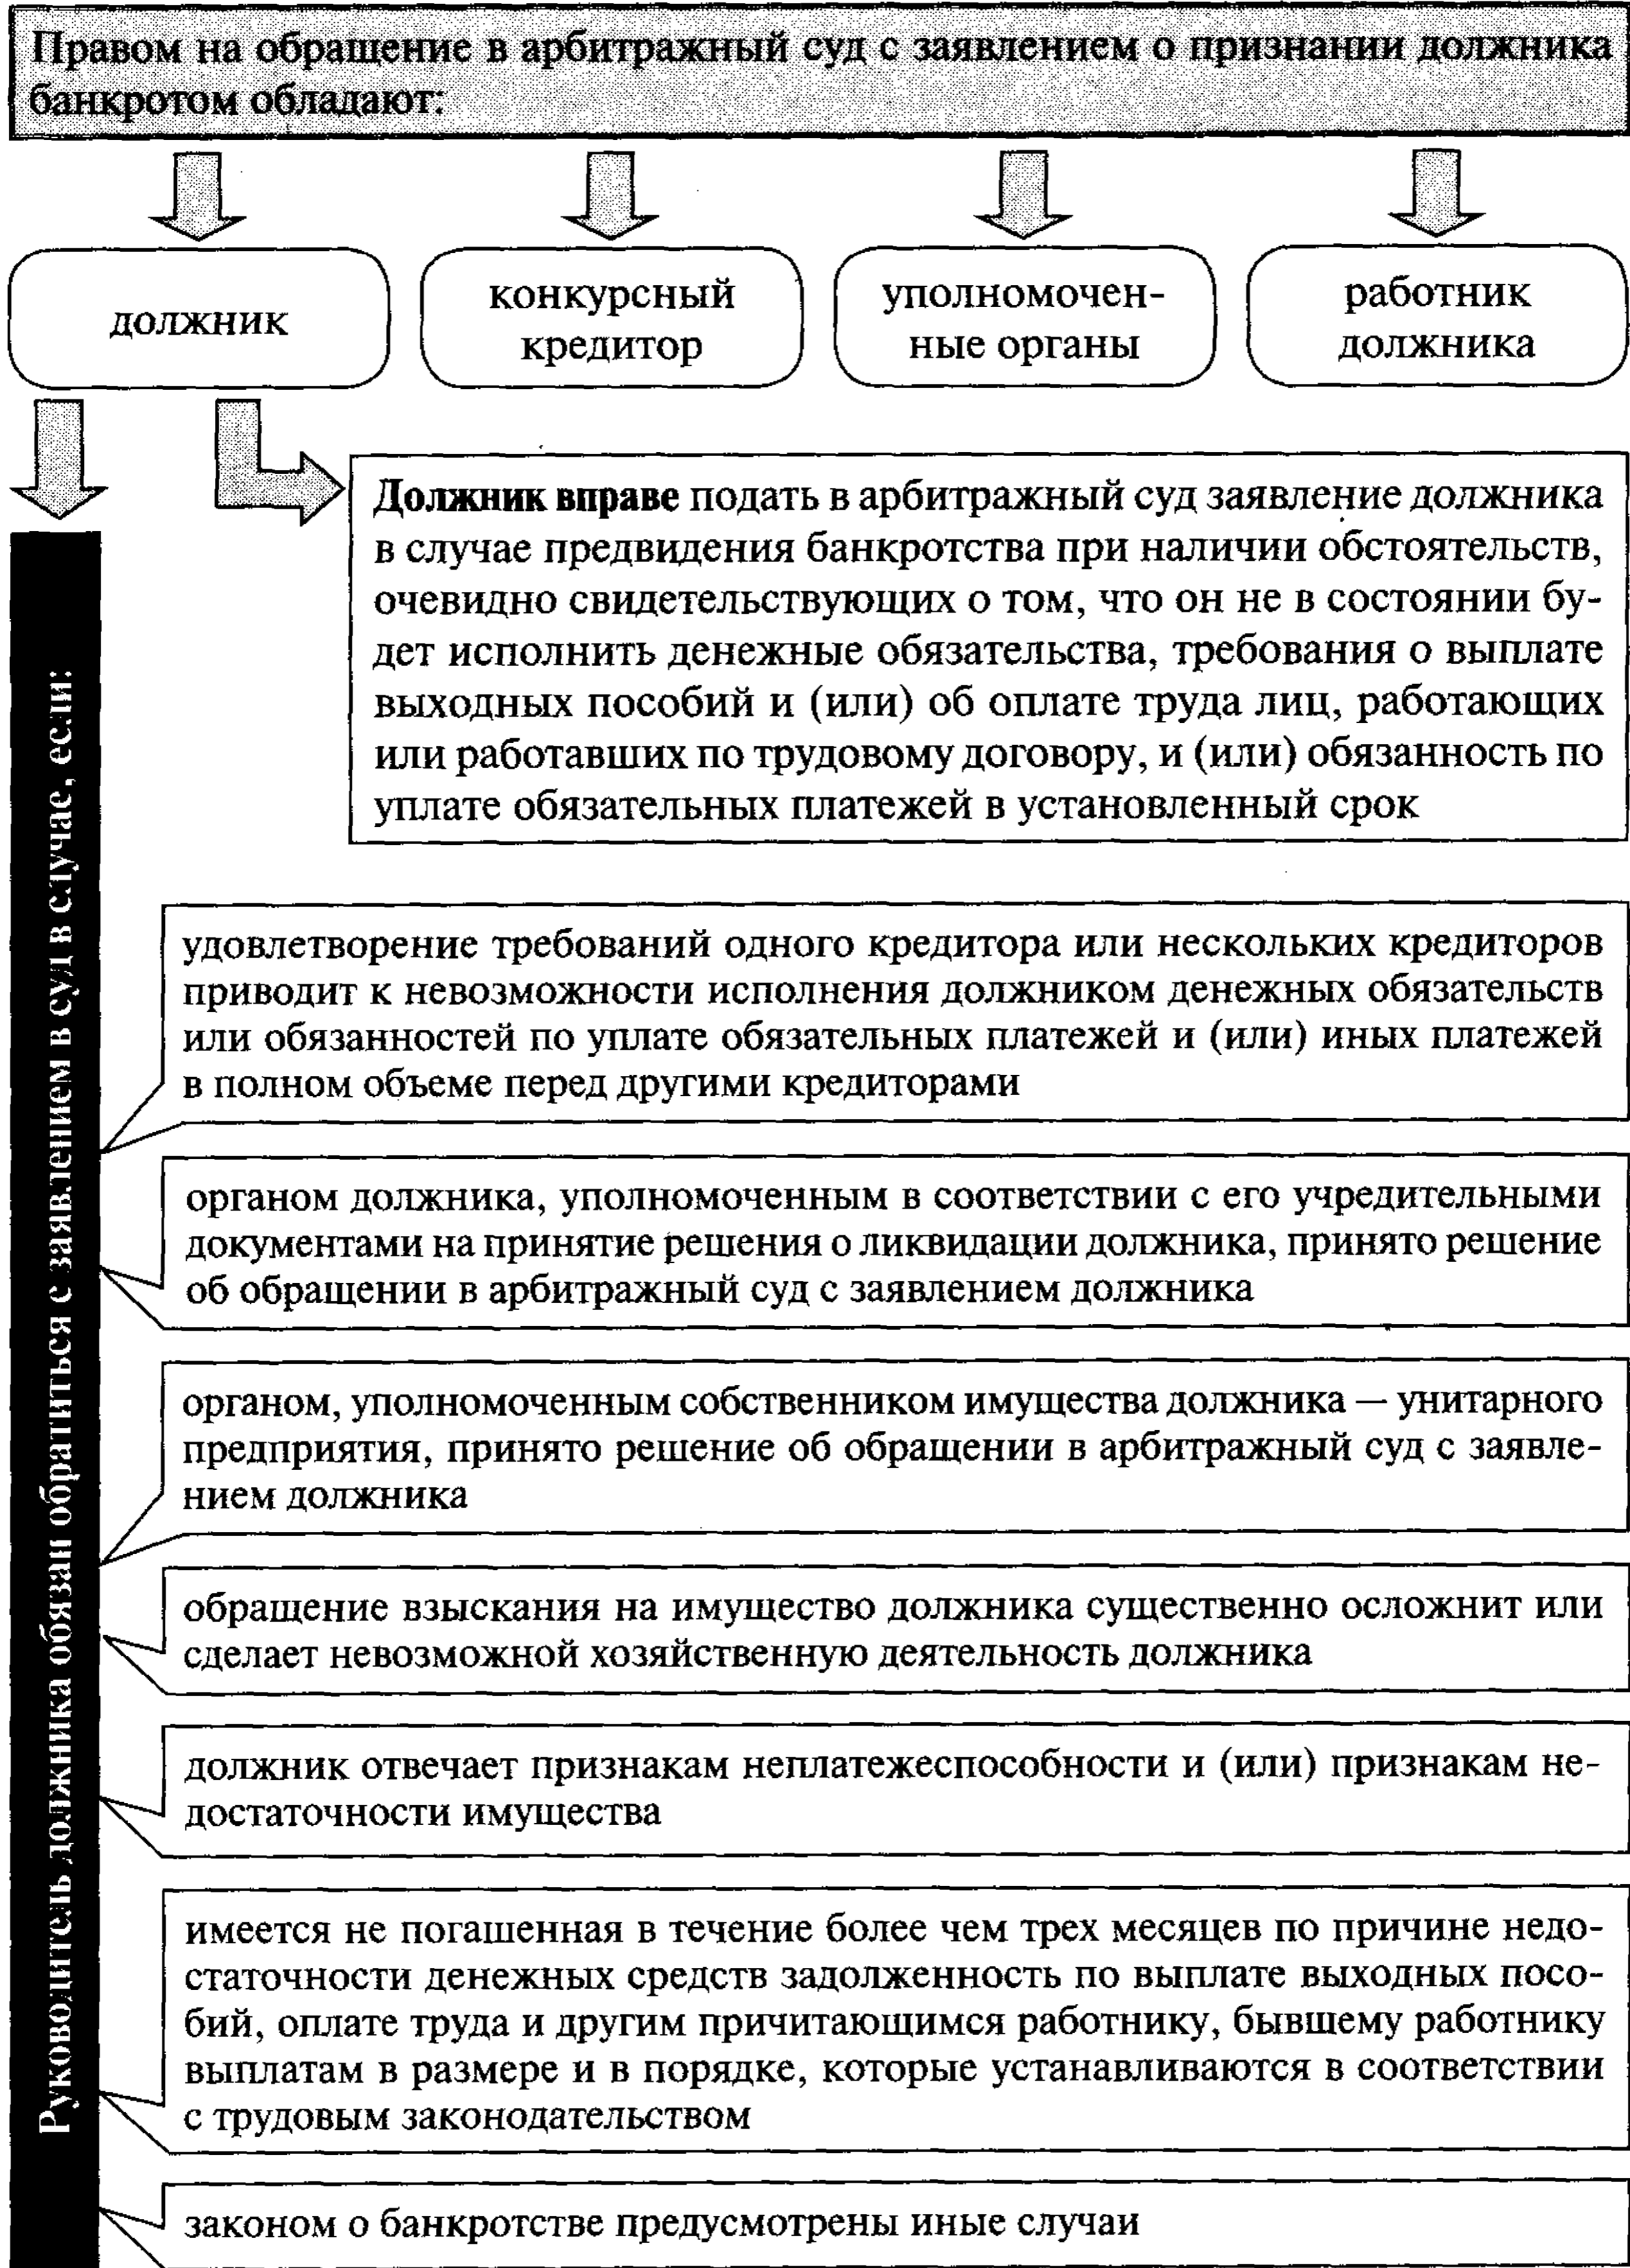 Правом на обращение в арбитражный суд с заявлением о признании должника
банкротом обладают:
должник
конкурсный
кредитор
уполномочен-
ные органы
работник
должника
Должник вправе подать в арбитражный суд заявление должника
в случае предвидения банкротства при наличии обстоятельств,
очевидно свидетельствующих о том, что он не в состоянии бу-
дет исполнить денежные обязательства, требования о выплате
выходных пособий и (или) об оплате труда лиц, работающих
или работавших по трудовому договору, и (или) обязанность по
уплате обязательных платежей в установленный срок
Руководитель должника обязан обратиться с заявлением в суд в случае, если:
удовлетворение требований одного кредитора или нескольких кредиторов
приводит к невозможности исполнения должником денежных обязательств
или обязанностей по уплате обязательных платежей и (или) иных платежей
в полном объеме перед другими кредиторами
органом должника, уполномоченным в соответствии с его учредительными
документами на принятие решения о ликвидации должника, принято решение
об обращении в арбитражный суд с заявлением должника
органом, уполномоченным собственником имущества должника — унитарного
предприятия, принято решение об обращении в арбитражный суд с заявле-
нием должника
обращение взыскания на имущество должника существенно осложнит или
сделает невозможной хозяйственную деятельность должника
должник отвечает признакам неплатежеспособности и (или) признакам не-
достаточности имущества
имеется не погашенная в течение более чем трех месяцев по причине недо-
статочности денежных средств задолженность по выплате выходных посо-
бий, оплате труда и другим причитающимся работнику, бывшему работнику
выплатам в размере и в порядке, которые устанавливаются в соответствии
с трудовым законодательством
законом о банкротстве предусмотрены иные случаи